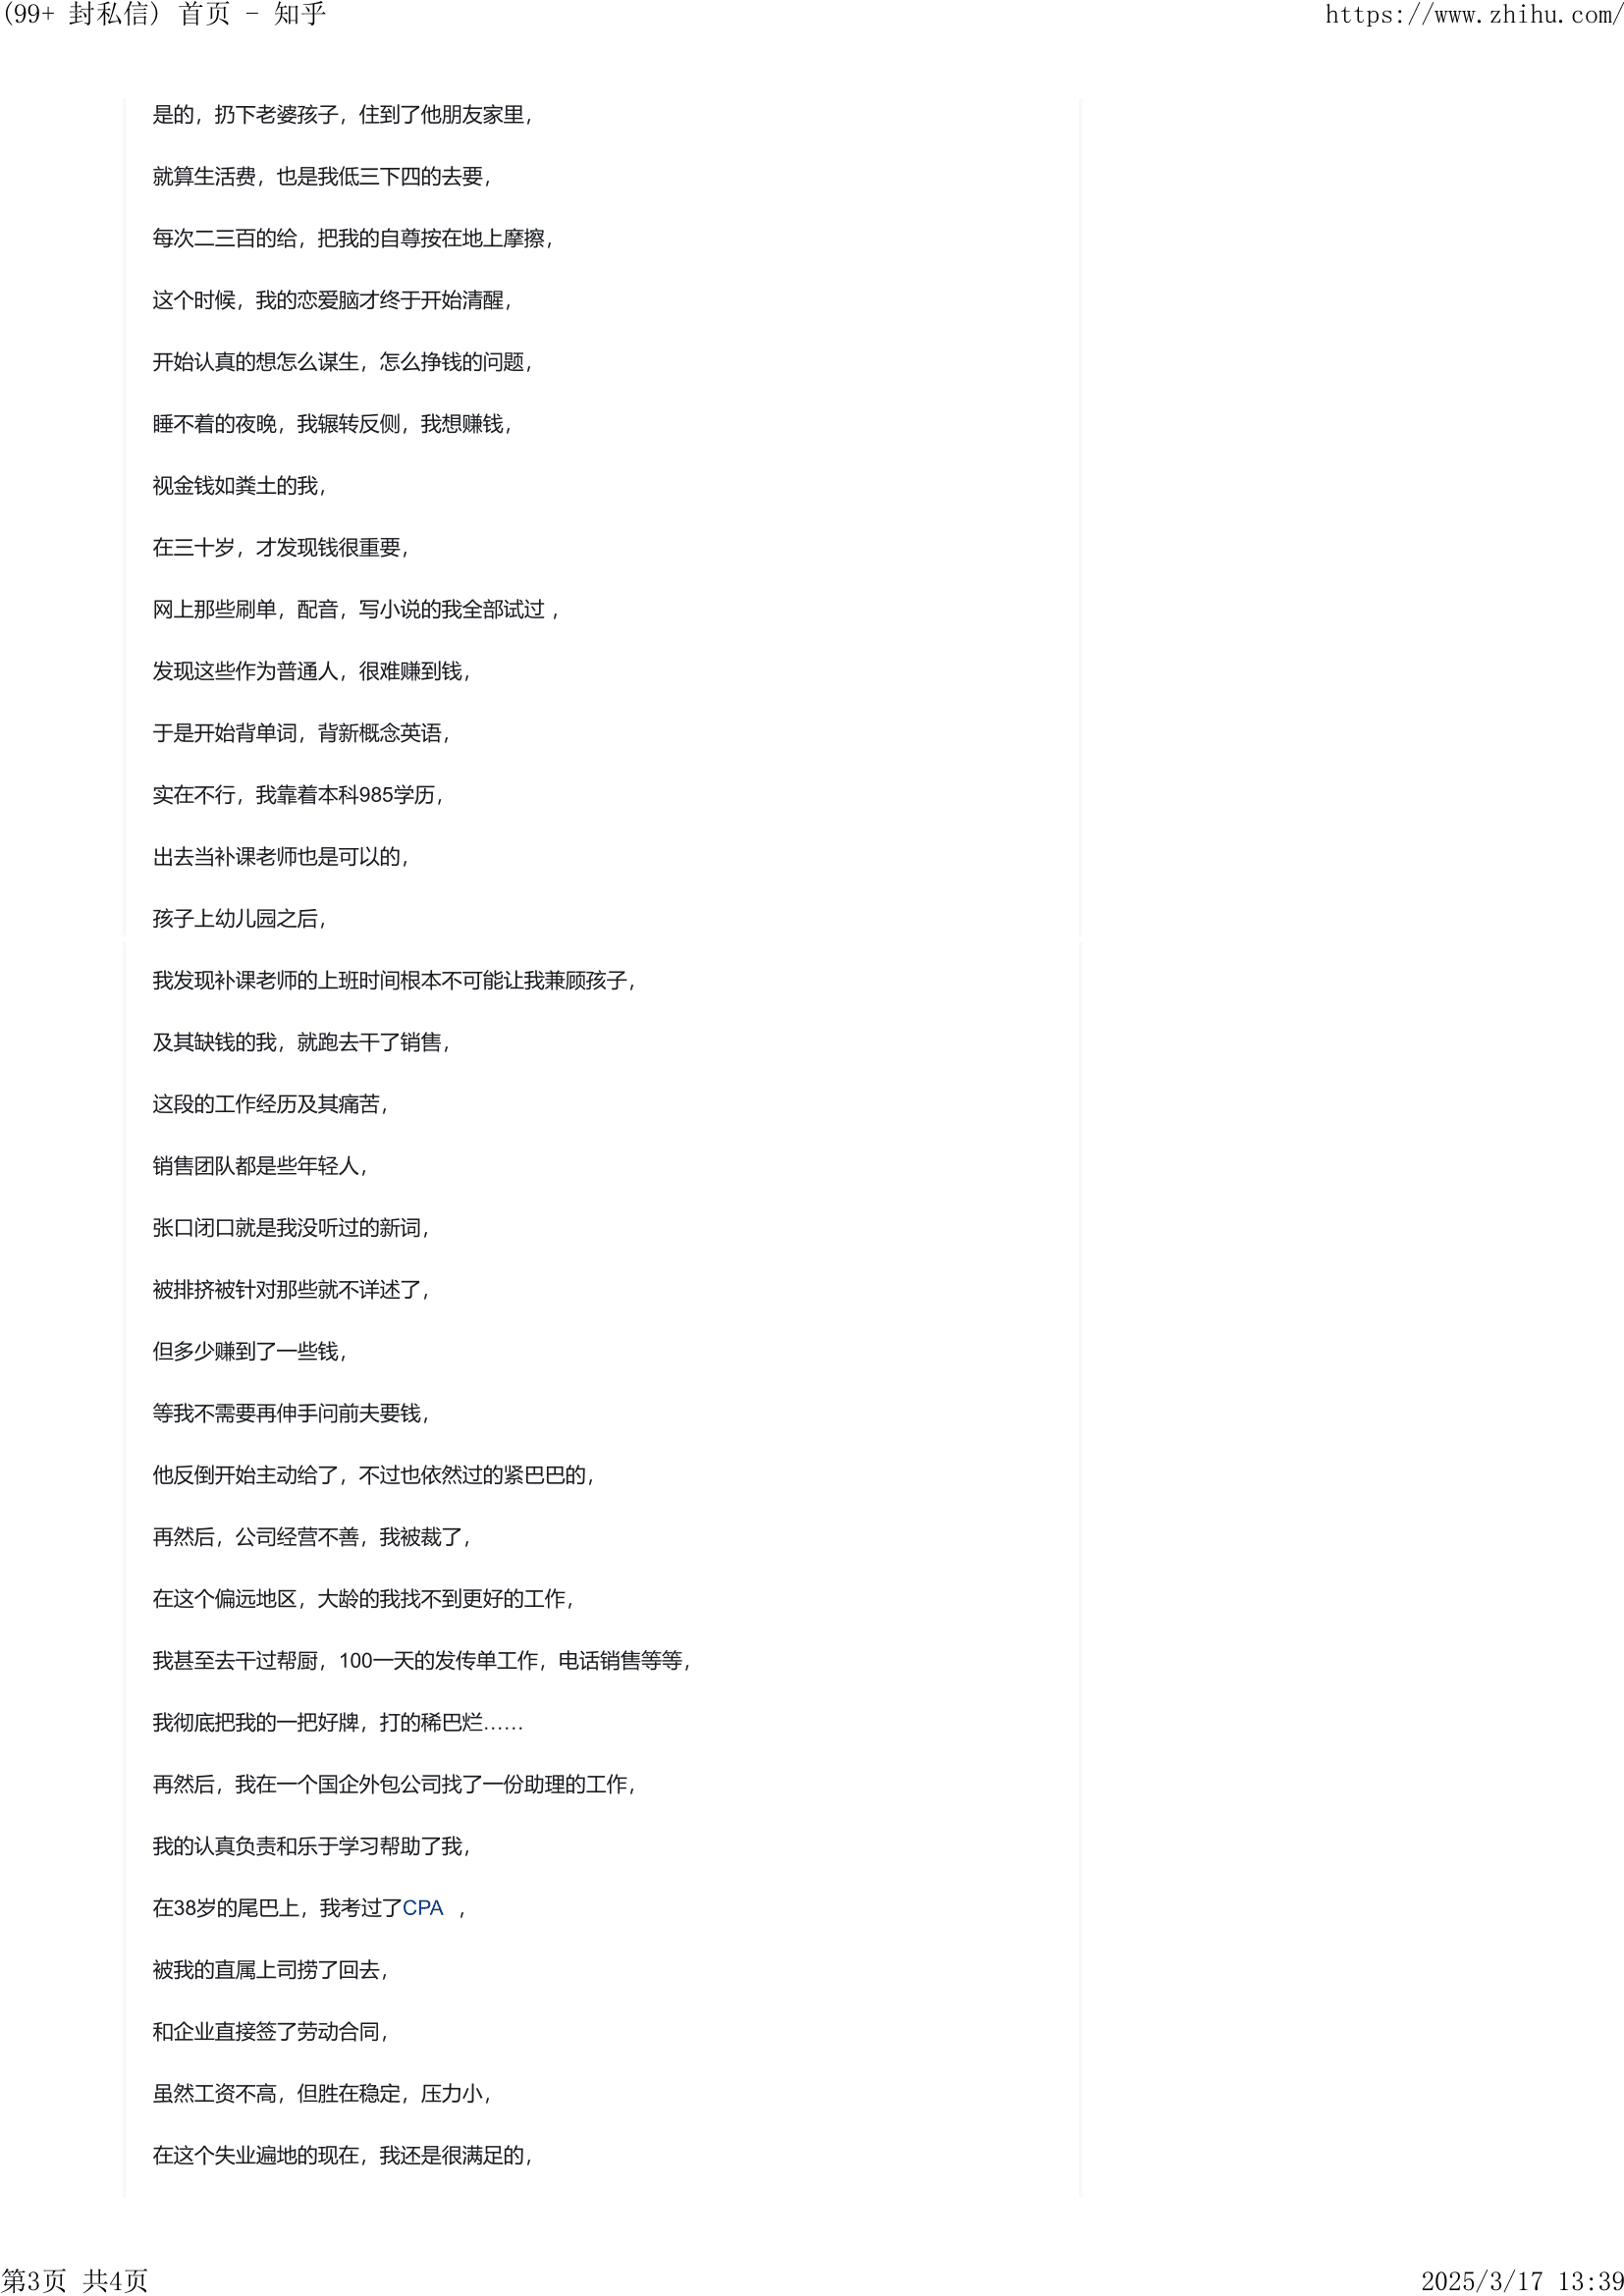 (99+ 封私信) 首页 - 知乎
https://www.zhihu.com/
是的，扔下老婆孩子，住到了他朋友家里，
就算生活费，也是我低三下四的去要，
每次二三百的给，把我的自尊按在地上摩擦，
这个时候，我的恋爱脑才终于开始清醒，
开始认真的想怎么谋生，怎么挣钱的问题，
睡不着的夜晚，我辗转反侧，我想赚钱，
视金钱如粪土的我，
在三十岁，才发现钱很重要，
网上那些刷单，配音，写小说的我全部试过 ，
发现这些作为普通人，很难赚到钱，
于是开始背单词，背新概念英语，
实在不行，我靠着本科985学历，
出去当补课老师也是可以的，
孩子上幼儿园之后，
我发现补课老师的上班时间根本不可能让我兼顾孩子，
及其缺钱的我，就跑去干了销售，
这段的工作经历及其痛苦，
销售团队都是些年轻人，
张口闭口就是我没听过的新词，
被排挤被针对那些就不详述了，
但多少赚到了一些钱，
等我不需要再伸手问前夫要钱，
他反倒开始主动给了，不过也依然过的紧巴巴的，
再然后，公司经营不善，我被裁了，
在这个偏远地区，大龄的我找不到更好的工作，
我甚至去干过帮厨，100一天的发传单工作，电话销售等等，
我彻底把我的一把好牌，打的稀巴烂……
再然后，我在一个国企外包公司找了一份助理的工作，
我的认真负责和乐于学习帮助了我，
在38岁的尾巴上，我考过了CPA ，
被我的直属上司捞了回去，
和企业直接签了劳动合同，
虽然工资不高，但胜在稳定，压力小，
在这个失业遍地的现在，我还是很满足的，
第3页 共4页
2025/3/17 13:39